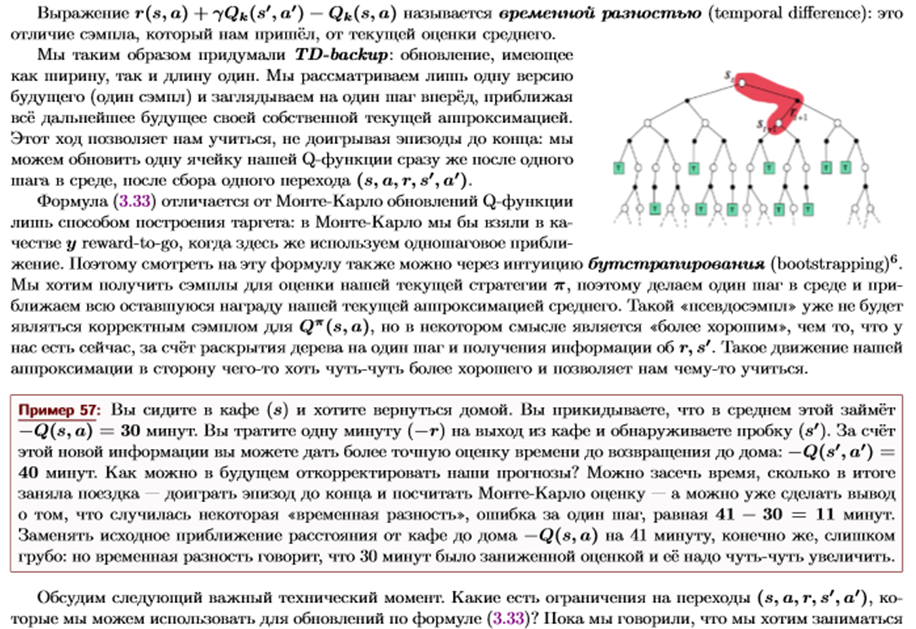 Выражение r(s, a) + γQₖ(s′, a′) − Qₖ(s, a) называется временной разностью (temporal difference): это
отличие сэмпла, который нам пришёл, от текущей оценки среднего.
Мы таким образом придумали TD-backup: обновление, имеющее
как ширину, так и длину один. Мы рассматриваем лишь одну версию
будущего (один сэмпл) и заглядываем на один шаг вперёд, приближая
всё дальнейшее будущее своей собственной текущей аппроксимацией.
Этот ход позволяет нам учиться, не доигрывая эпизоды до конца: мы
можем обновить одну ячейку нашей Q-функции сразу же после одного
шага в среде, после сбора одного перехода (s, a, r, s′, a′).
Формула (3.33) отличается от Монте-Карло обновлений Q-функции
лишь способом построения таргета: в Монте-Карло мы бы взяли в ка-
честве y reward-to-go, когда здесь же используем одношаговое прибли-
жение. Поэтому смотреть на эту формулу также можно через интуицию бутстрапирования (bootstrapping)⁶.
Мы хотим получить сэмплы для оценки нашей текущей стратегии π, поэтому делаем один шаг в среде и при-
ближаем всю оставшуюся награду нашей текущей аппроксимацией среднего. Такой «псевдосэмпл» уже не будет
являться корректным сэмплом для Q^π(s, a), но в некотором смысле является «более хорошим», чем то, что у
нас есть сейчас, за счёт раскрытия дерева на один шаг и получения информации об r, s′. Такое движение нашей
аппроксимации в сторону чего-то хоть чуть-чуть более хорошего и позволяет нам чему-то учиться.
Пример 57: Вы сидите в кафе (s) и хотите вернуться домой. Вы прикидываете, что в среднем этой займёт
−Q(s, a) = 30 минут. Вы тратите одну минуту (−r) на выход из кафе и обнаруживаете пробку (s′). За счёт
этой новой информации вы можете дать более точную оценку времени до возвращения до дома: −Q(s′, a′) =
40 минут. Как можно в будущем откорректировать наши прогнозы? Можно засечь время, сколько в итоге
заняла поездка — доиграть эпизод до конца и посчитать Монте-Карло оценку — а можно уже сделать вывод
о том, что случилась некоторая «временная разность», ошибка за один шаг, равная 41 − 30 = 11 минут.
Заменять исходное приближение расстояния от кафе до дома −Q(s, a) на 41 минуту, конечно же, слишком
грубо: но временная разность говорит, что 30 минут было заниженной оценкой и её надо чуть-чуть увеличить.
Обсудим следующий важный технический момент. Какие есть ограничения на переходы (s, a, r, s′, a′), ко-
торые мы можем использовать для обновлений по формуле (3.33)? Пока мы говорили, что мы хотим заниматься